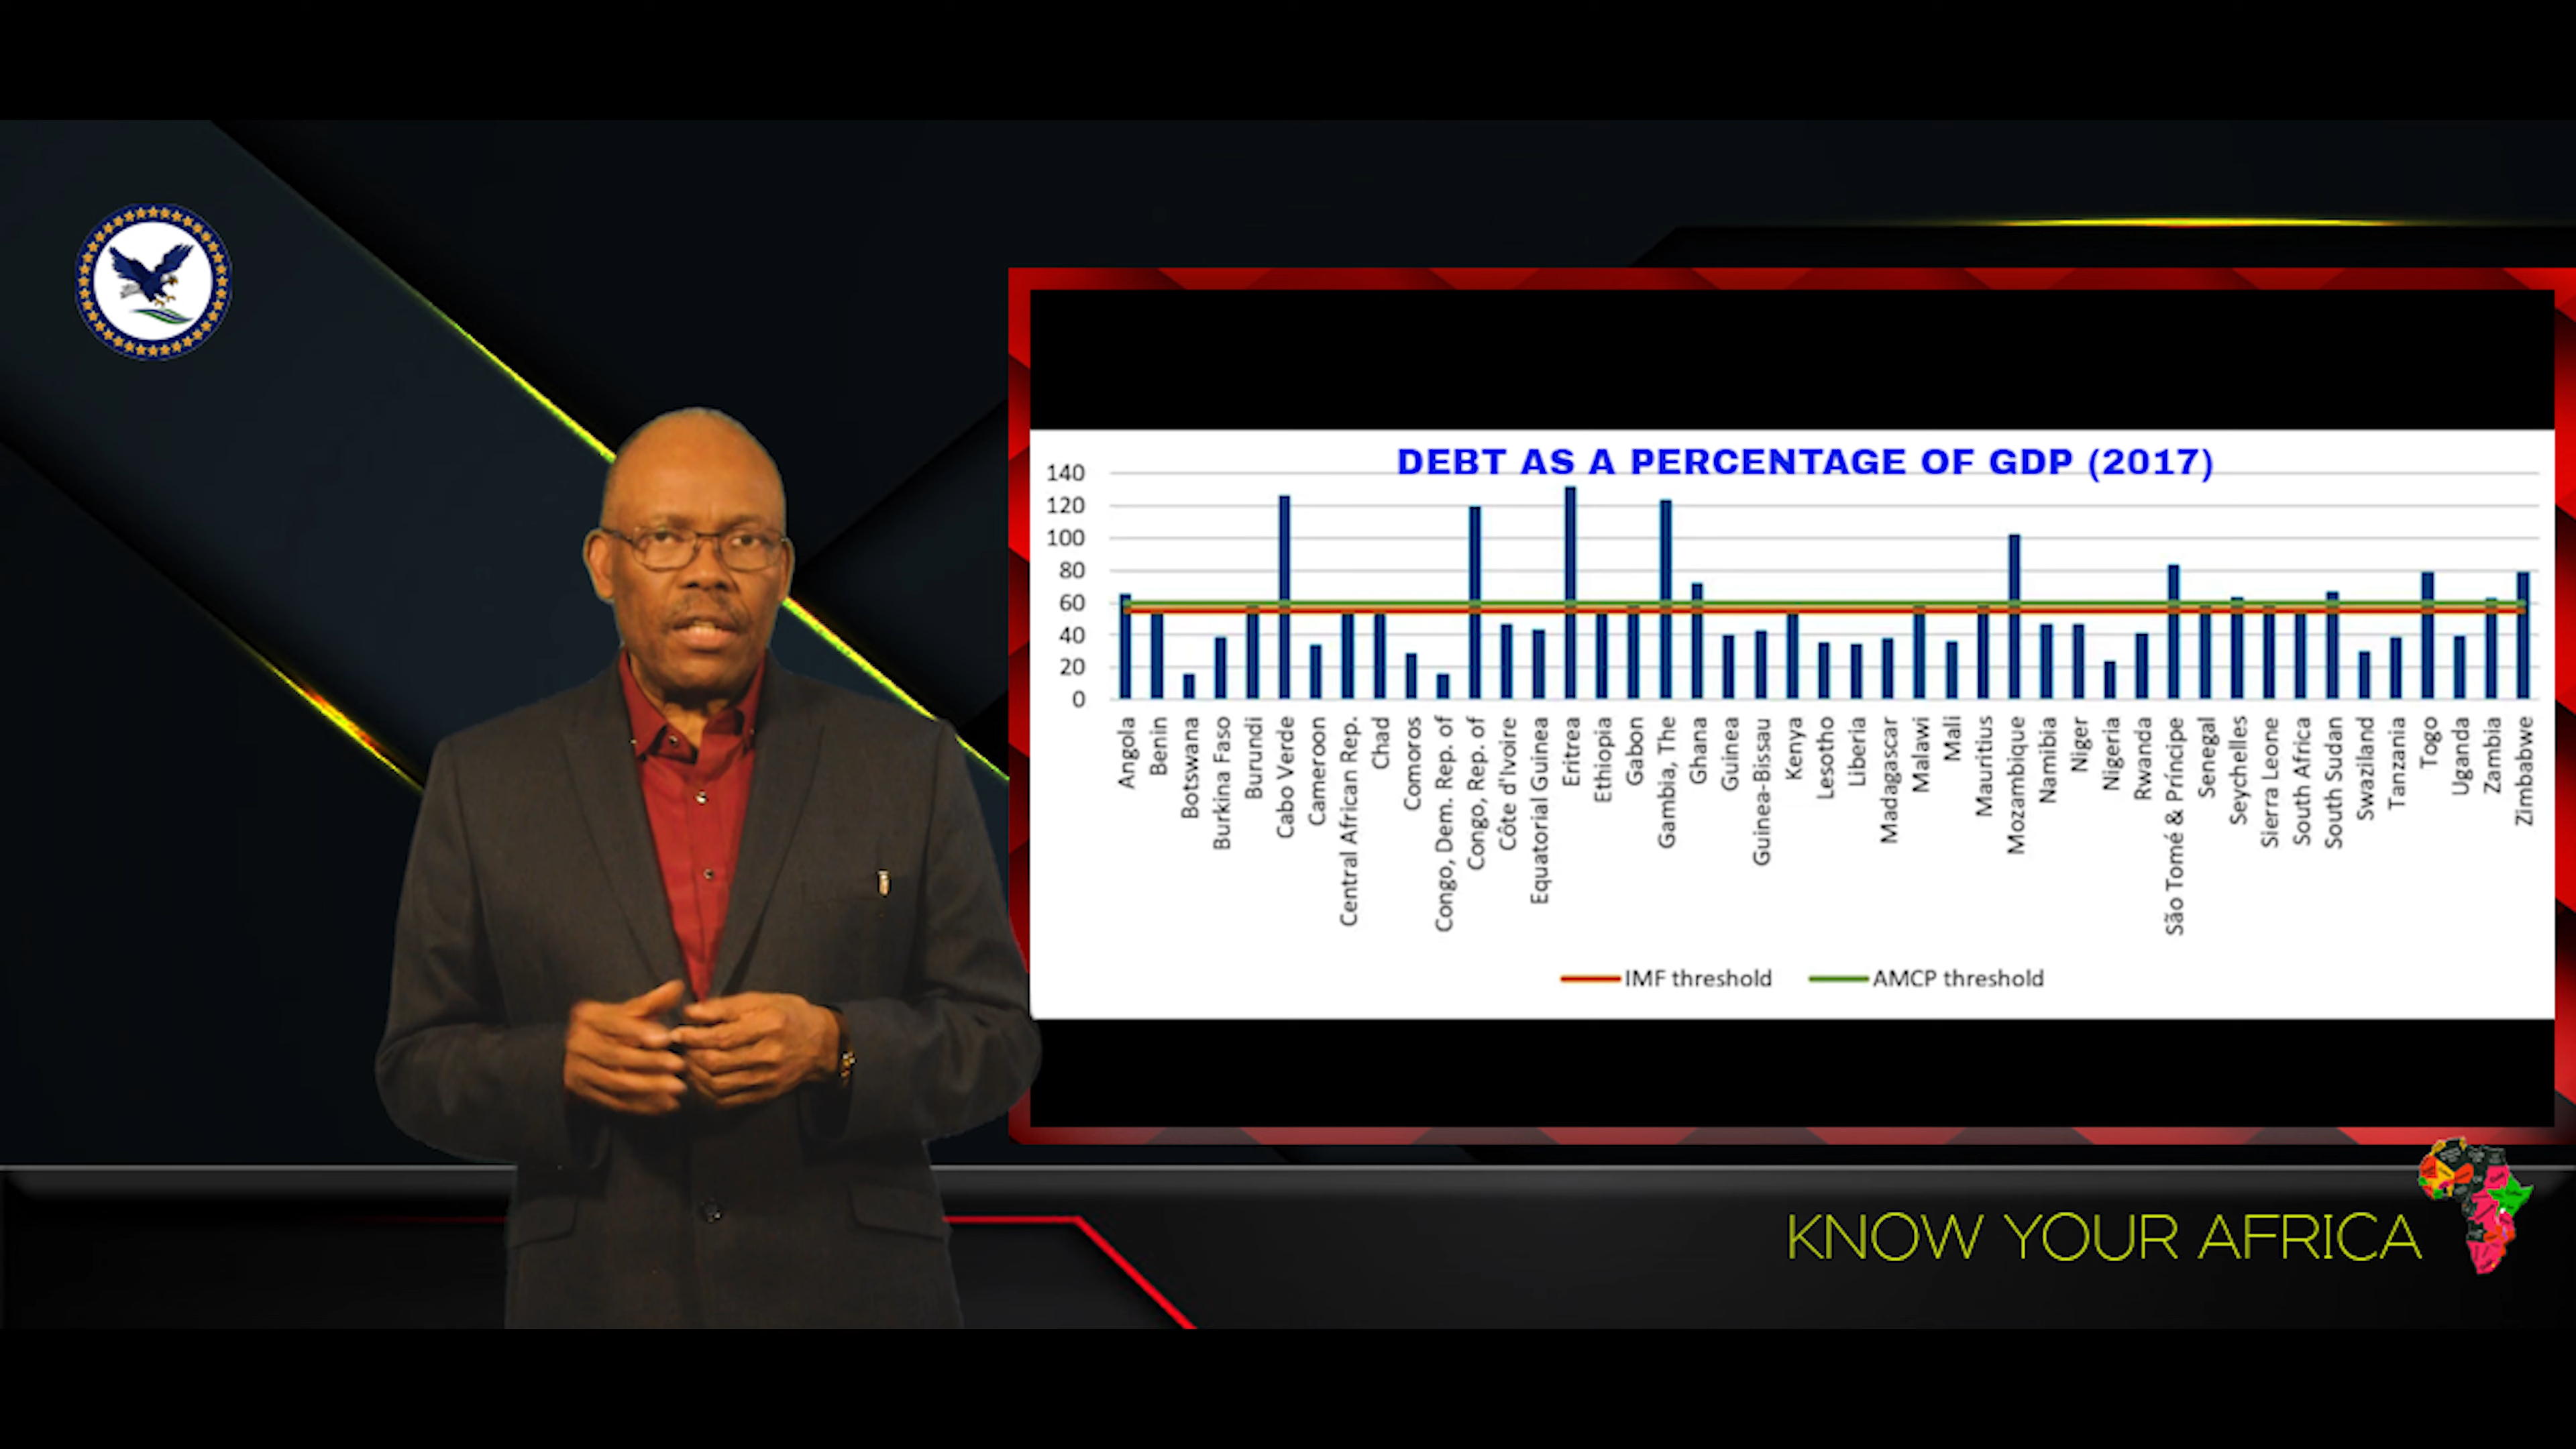 DEBT AS A PERCENTAGE OF GDP (2017)
140
120
100
80
60
40
20
0
Angola
Benin
Botswana
Burkina Faso
Burundi
Cabo Verde
Cameroon
Central African Rep.
Chad
Comoros
Congo, Dem. Rep. of
Congo, Rep. of
Côte d'Ivoire
Equatorial Guinea
Eritrea
Ethiopia
Gabon
Gambia, The
Ghana
Guinea
Guinea-Bissau
Kenya
Lesotho
Liberia
Madagascar
Malawi
Mali
Mauritius
Mozambique
Namibia
Niger
Nigeria
Rwanda
São Tomé & Príncipe
Senegal
Seychelles
Sierra Leone
South Africa
South Sudan
Swaziland
Tanzania
Togo
Uganda
Zambia
Zimbabwe
IMF threshold
AMCP threshold
KNOW YOUR AFRICA